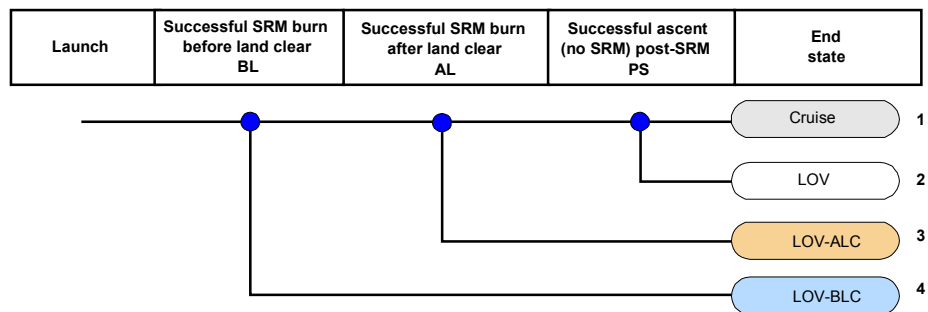 Launch
Successful SRM burn
before land clear
BL
Successful SRM burn
after land clear
AL
Successful ascent
(no SRM) post-SRM
PS
End
state
Cruise
1
LOV
2
LOV-ALC
3
LOV-BLC
4